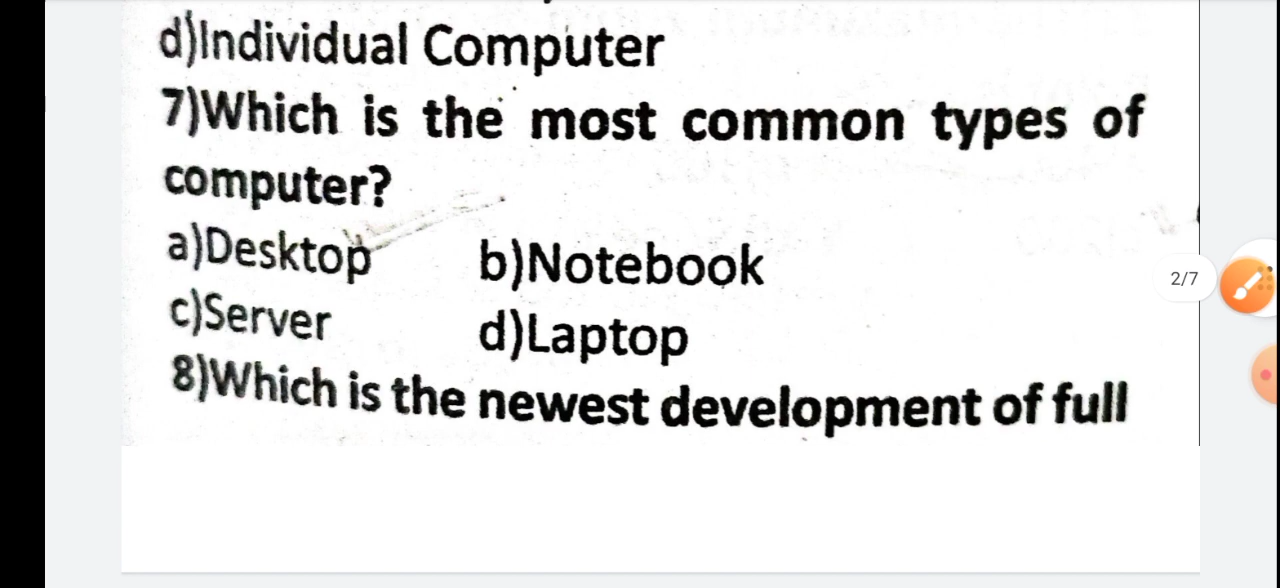 d)Individual Computer
7)Which is the most common types of
computer?
a)Desktop b)Notebook
c)Server d)Laptop
8)Which is the newest development of full
2/7